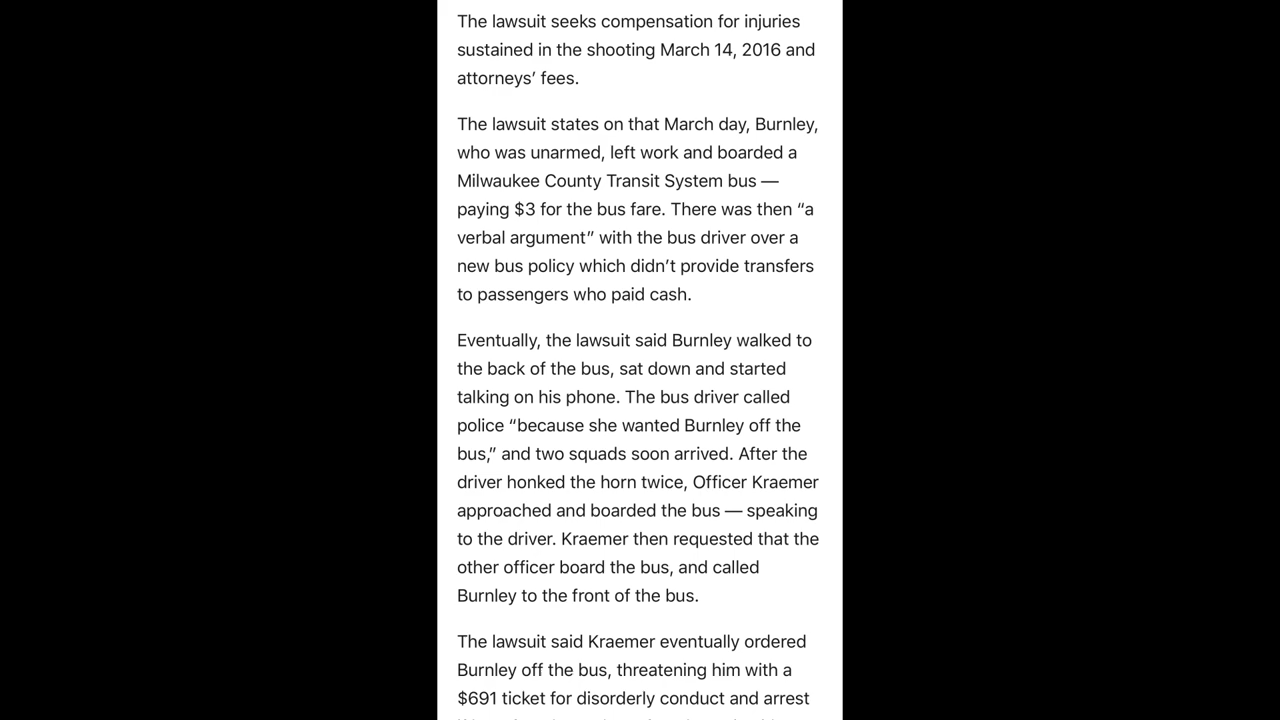 The lawsuit seeks compensation for injuries
sustained in the shooting March 14, 2016 and
attorneys’ fees.
The lawsuit states on that March day, Burnley,
who was unarmed, left work and boarded a
Milwaukee County Transit System bus —
paying $3 for the bus fare. There was then “a
verbal argument” with the bus driver over a
new bus policy which didn’t provide transfers
to passengers who paid cash.
Eventually, the lawsuit said Burnley walked to
the back of the bus, sat down and started
talking on his phone. The bus driver called
police “because she wanted Burnley off the
bus,” and two squads soon arrived. After the
driver honked the horn twice, Officer Kraemer
approached and boarded the bus — speaking
to the driver. Kraemer then requested that the
other officer board the bus, and called
Burnley to the front of the bus.
The lawsuit said Kraemer eventually ordered
Burnley off the bus, threatening him with a
$691 ticket for disorderly conduct and arrest